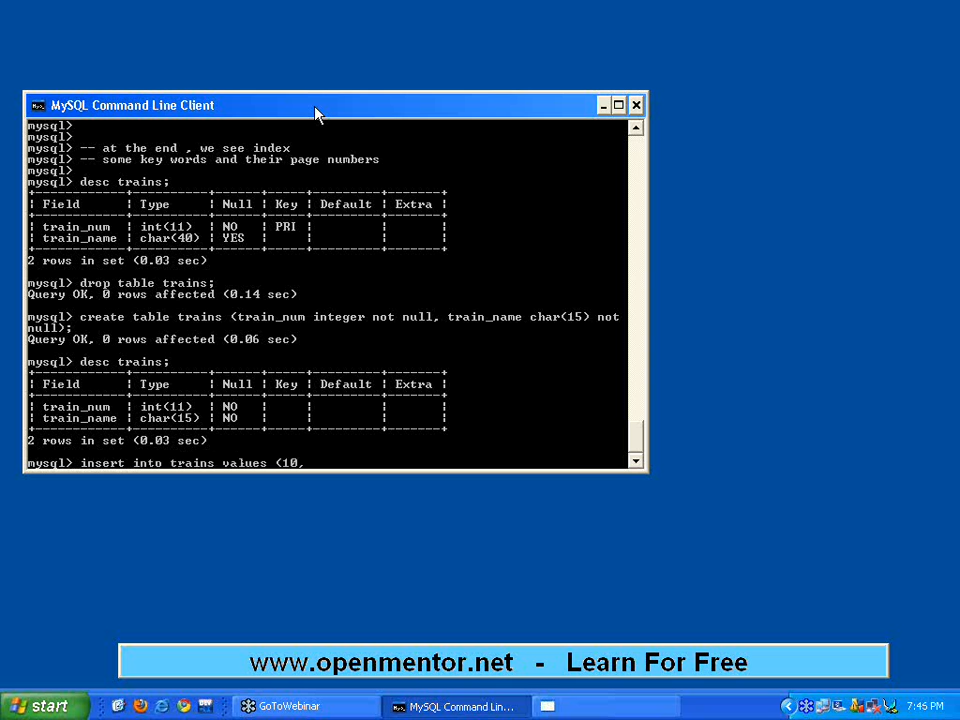 MySQL Command Line Client
mysql>
mysql>
mysql> -- at the end , we see index
mysql> -- some key words and their page numbers
mysql>
mysql> desc trains;
+------------+----------+------+-----+---------+-------+
| Field      | Type     | Null | Key | Default | Extra |
+------------+----------+------+-----+---------+-------+
| train_num  | int(11)  | NO   | PRI |         |       |
| train_name | char(40) | YES  |     |         |       |
+------------+----------+------+-----+---------+-------+
2 rows in set (0.03 sec)
mysql> drop table trains;
Query OK, 0 rows affected (0.14 sec)
mysql> create table trains (train_num integer not null, train_name char(15) not
null);
Query OK, 0 rows affected (0.06 sec)
mysql> desc trains;
+------------+----------+------+-----+---------+-------+
| Field      | Type     | Null | Key | Default | Extra |
+------------+----------+------+-----+---------+-------+
| train_num  | int(11)  | NO   |     |         |       |
| train_name | char(15) | NO   |     |         |       |
+------------+----------+------+-----+---------+-------+
2 rows in set (0.03 sec)
mysql> insert into trains values (10,
www.openmentor.net - Learn For Free
start GoToWebinar MySQL Command Lin... 7:46 PM